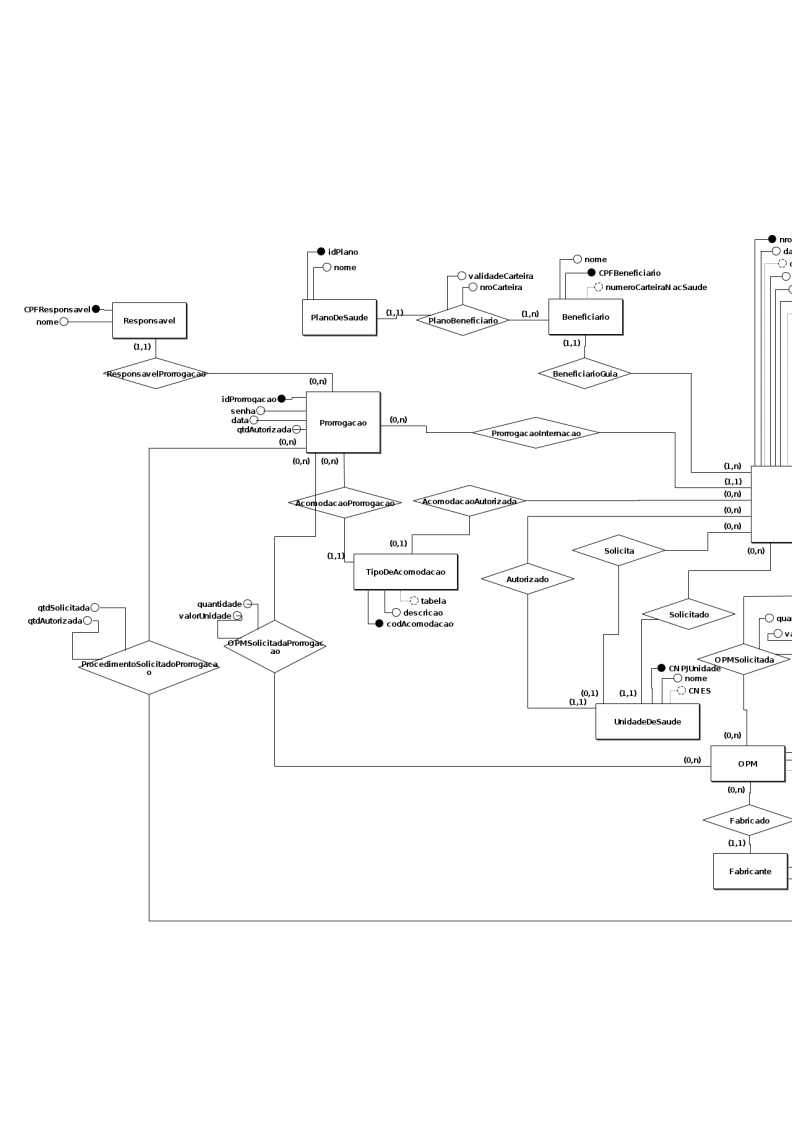 nro
idPlano
da
nome
nome
CPFBeneficiario
validadeCarteira
nroCarteira
numeroCarteiraNacSaude
CPFResponsavel
nome
Responsavel
PlanoDeSaude
(1,1)
PlanoBeneficiario
(1,n)
Beneficiario
(1,1)
(1,1)
ResponsavelProrrogacao
BeneficiarioGuia
(0,n)
idProrrogacao
senha
data
qtdAutorizada
Prorrogacao
(0,n)
ProrrogacaoInternacao
(0,n)
(0,n)
(0,n)
(1,n)
(1,1)
(0,n)
(0,n)
(0,n)
AcomodacaoProrrogacao
AcomodacaoAutorizada
(0,1)
(1,1)
TipoDeAcomodacao
Solicita
(0,n)
Autorizado
tabela
descricao
codAcomodacao
qtdSolicitada
qtdAutorizada
quantidade
valorUnidade
Solicitado
qua
va
ProcedimentoSolicitadoProrrogaca
o
OPMSolicitadaProrrogac
ao
OPMSolicitada
CNPJUnidade
nome
CNES
(0,1)
(1,1)
(1,1)
UnidadeDeSaude
(0,n)
(0,n)
OPM
(0,n)
Fabricado
(1,1)
Fabricante